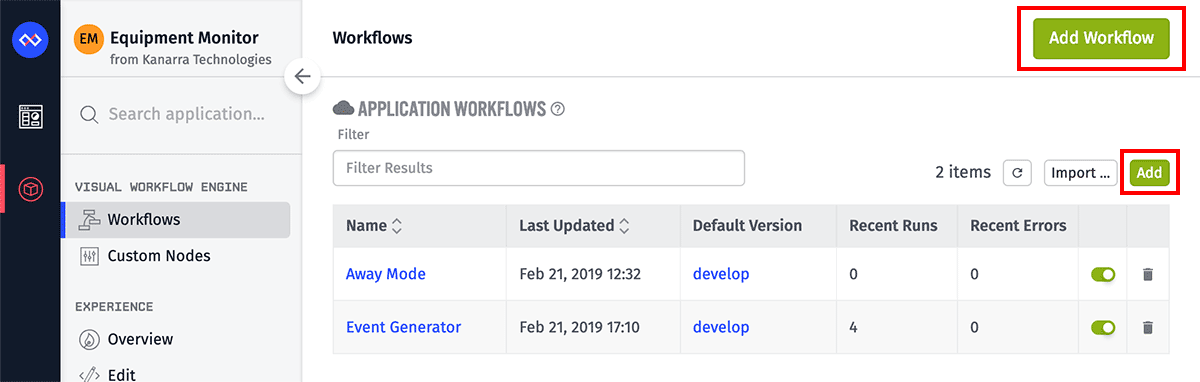 EM
Equipment Monitor
from Kanarra Technologies
Search application...
VISUAL WORKFLOW ENGINE
Workflows
Custom Nodes
EXPERIENCE
Overview
Edit
Workflows
Add Workflow
APPLICATION WORKFLOWS ?
Filter
Filter Results
2 items Import ... Add
Name Last Updated Default Version Recent Runs Recent Errors
Away Mode Feb 21, 2019 12:32 develop 0 0
Event Generator Feb 21, 2019 17:10 develop 4 0